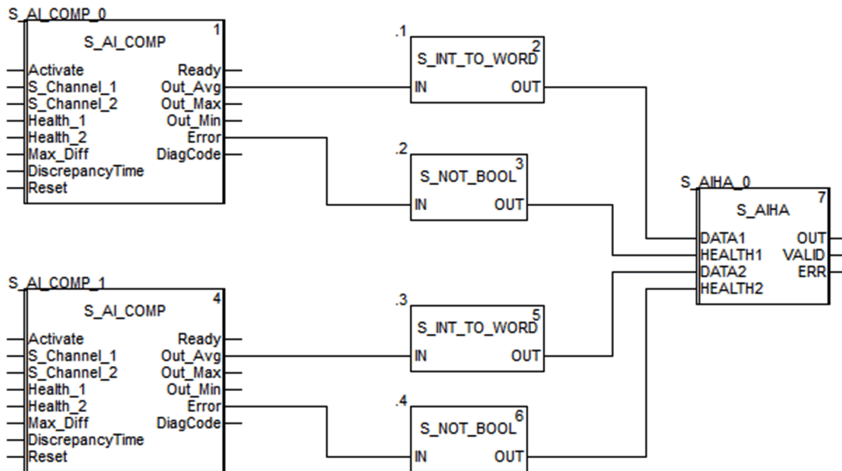 S_AI_COMP_0
1
S_AI_COMP
Activate Ready
S_Channel_1 Out_Avg
S_Channel_2 Out_Max
Health_1 Out_Min
Health_2 Error
Max_Diff DiagCode
DiscrepancyTime
Reset
.1
2
S_INT_TO_WORD
IN OUT
.2
3
S_NOT_BOOL
IN OUT
S_AIHA_0
7
S_AIHA
DATA1 OUT
HEALTH1 VALID
DATA2 ERR
HEALTH2
S_AI_COMP_1
4
S_AI_COMP
Activate Ready
S_Channel_1 Out_Avg
S_Channel_2 Out_Max
Health_1 Out_Min
Health_2 Error
Max_Diff DiagCode
DiscrepancyTime
Reset
.3
5
S_INT_TO_WORD
IN OUT
.4
6
S_NOT_BOOL
IN OUT